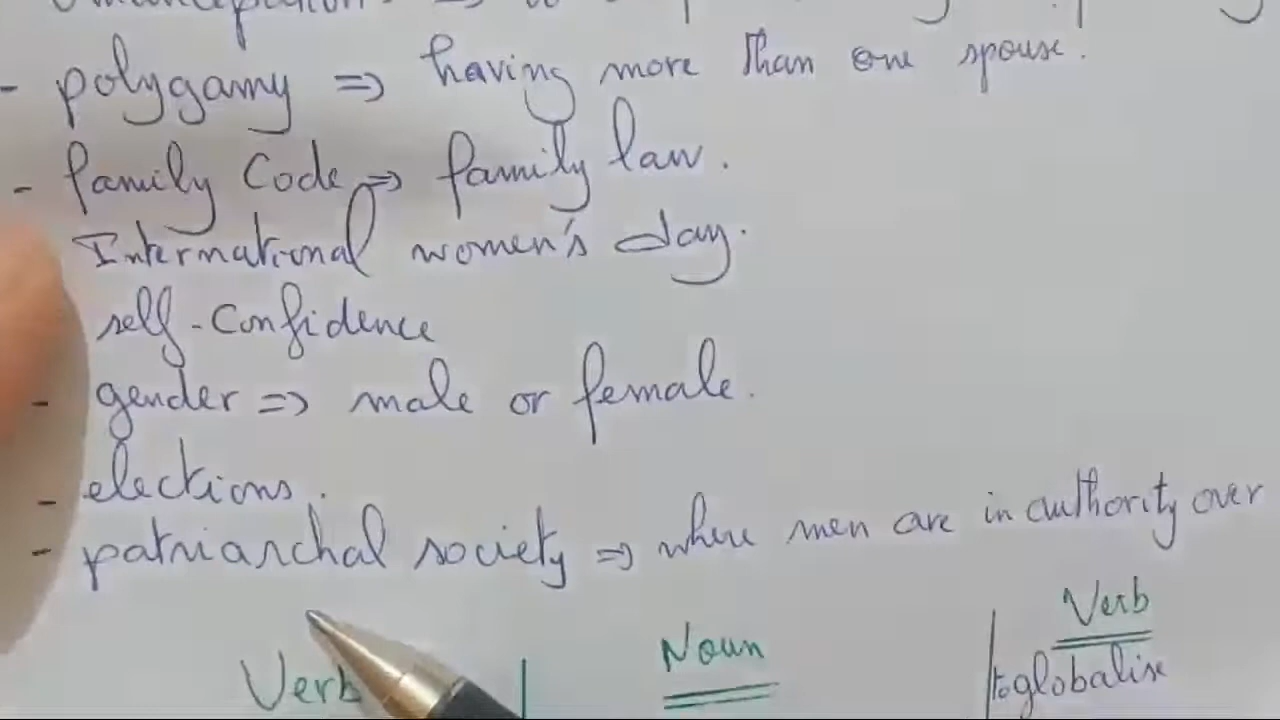 - polygamy => having more than one spouse.
- family Code => family law.
International women's day.
self-confidence
- gender => male or female.
- elections.
- patriarchal society => where men are in authority over
Verb Noun Verb
to globalise